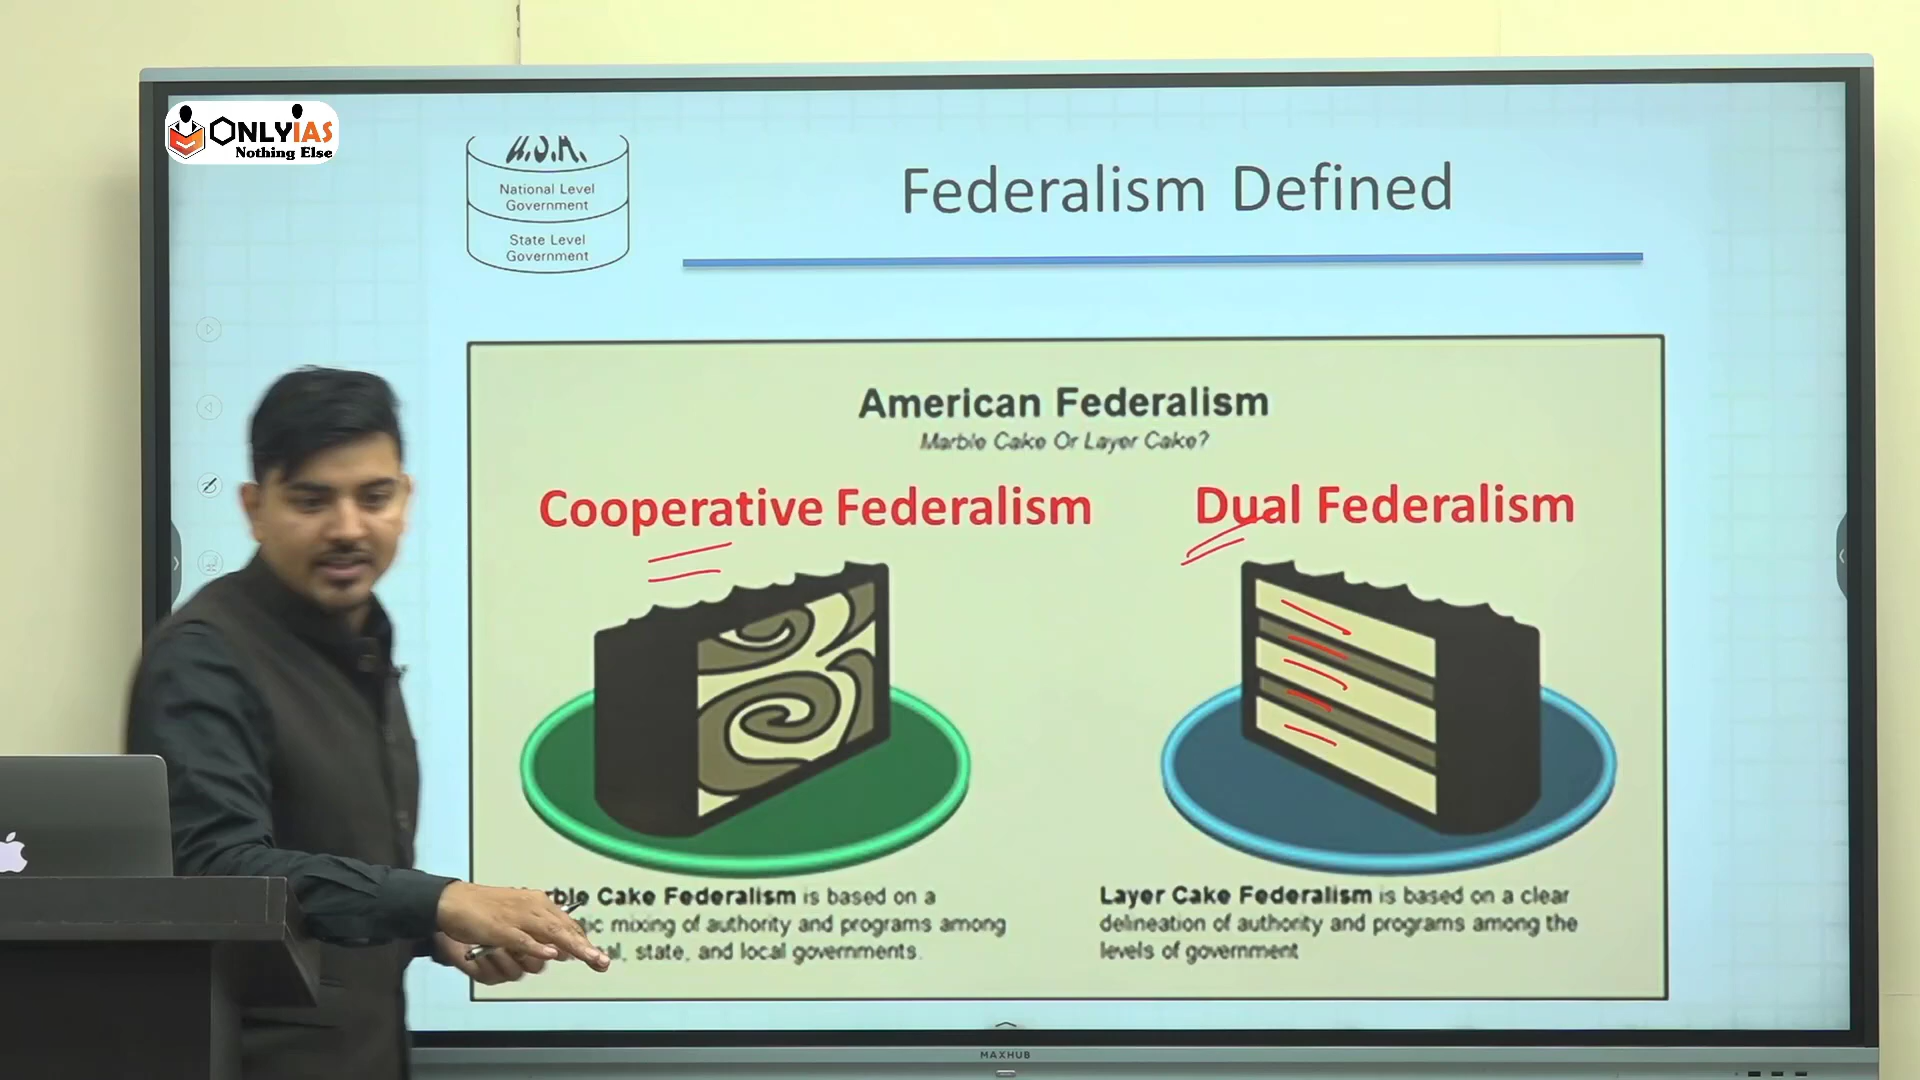 ONLYIAS
Nothing Else
National Level
Government
State Level
Government
Federalism Defined
American Federalism
Marble Cake Or Layer Cake?
Cooperative Federalism
Dual Federalism
Cake Federalism is based on a
mixing of authority and programs among
state, and local governments.
Layer Cake Federalism is based on a clear
delineation of authority and programs among the
levels of government
MAXHUB